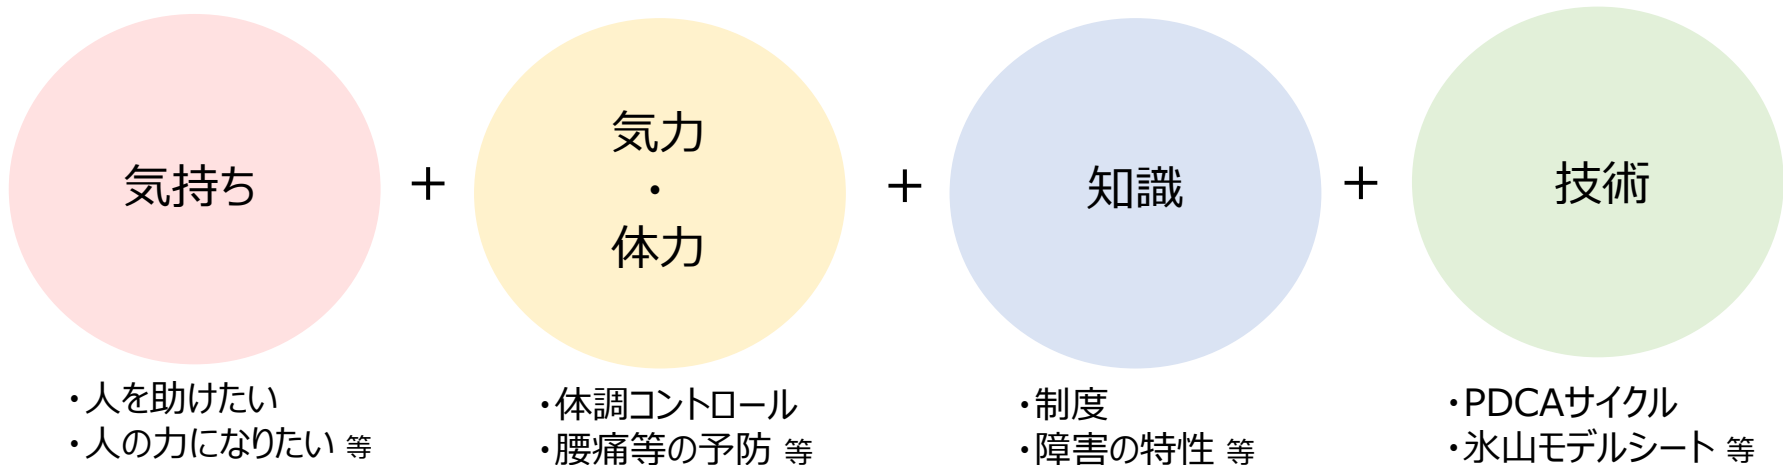 気持ち
+
気力
・
体力
+
知識
+
技術
・人を助けたい
・人の力になりたい 等
・体調コントロール
・腰痛等の予防 等
・制度
・障害の特性 等
・PDCAサイクル
・氷山モデルシート 等